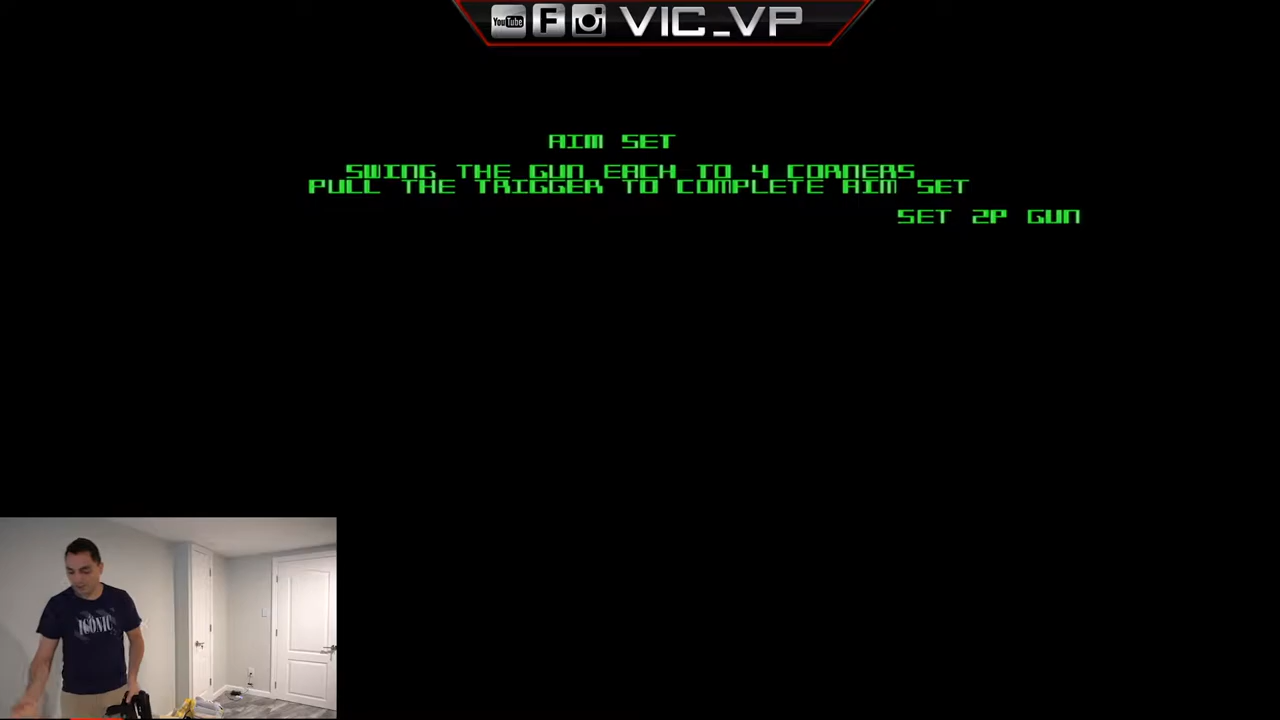 YouTube F VIC_VP
AIM SET
SWING THE GUN EACH TO 4 CORNERS
PULL THE TRIGGER TO COMPLETE AIM SET
SET 2P GUN
ICONIC